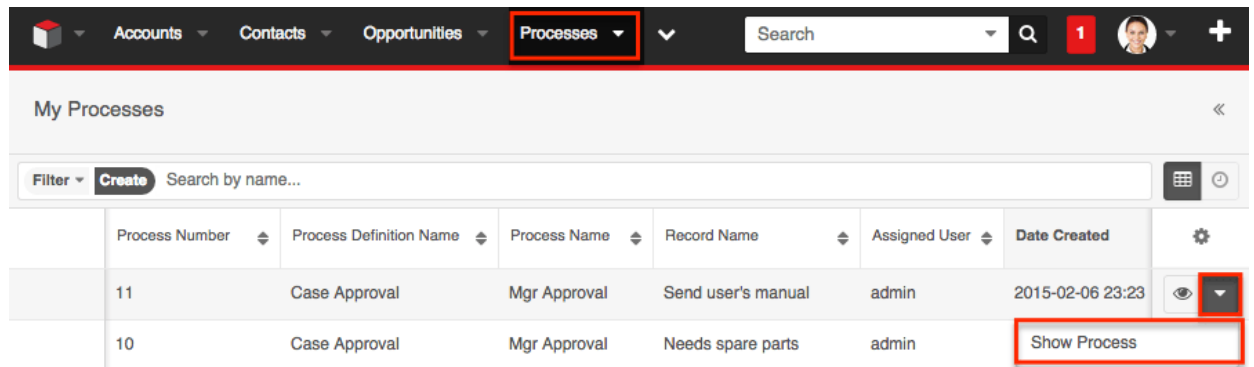 Accounts Contacts Opportunities Processes Search 1
My Processes
Filter Create Search by name...
Process Number Process Definition Name Process Name Record Name Assigned User Date Created
11 Case Approval Mgr Approval Send user's manual admin 2015-02-06 23:23
10 Case Approval Mgr Approval Needs spare parts admin Show Process